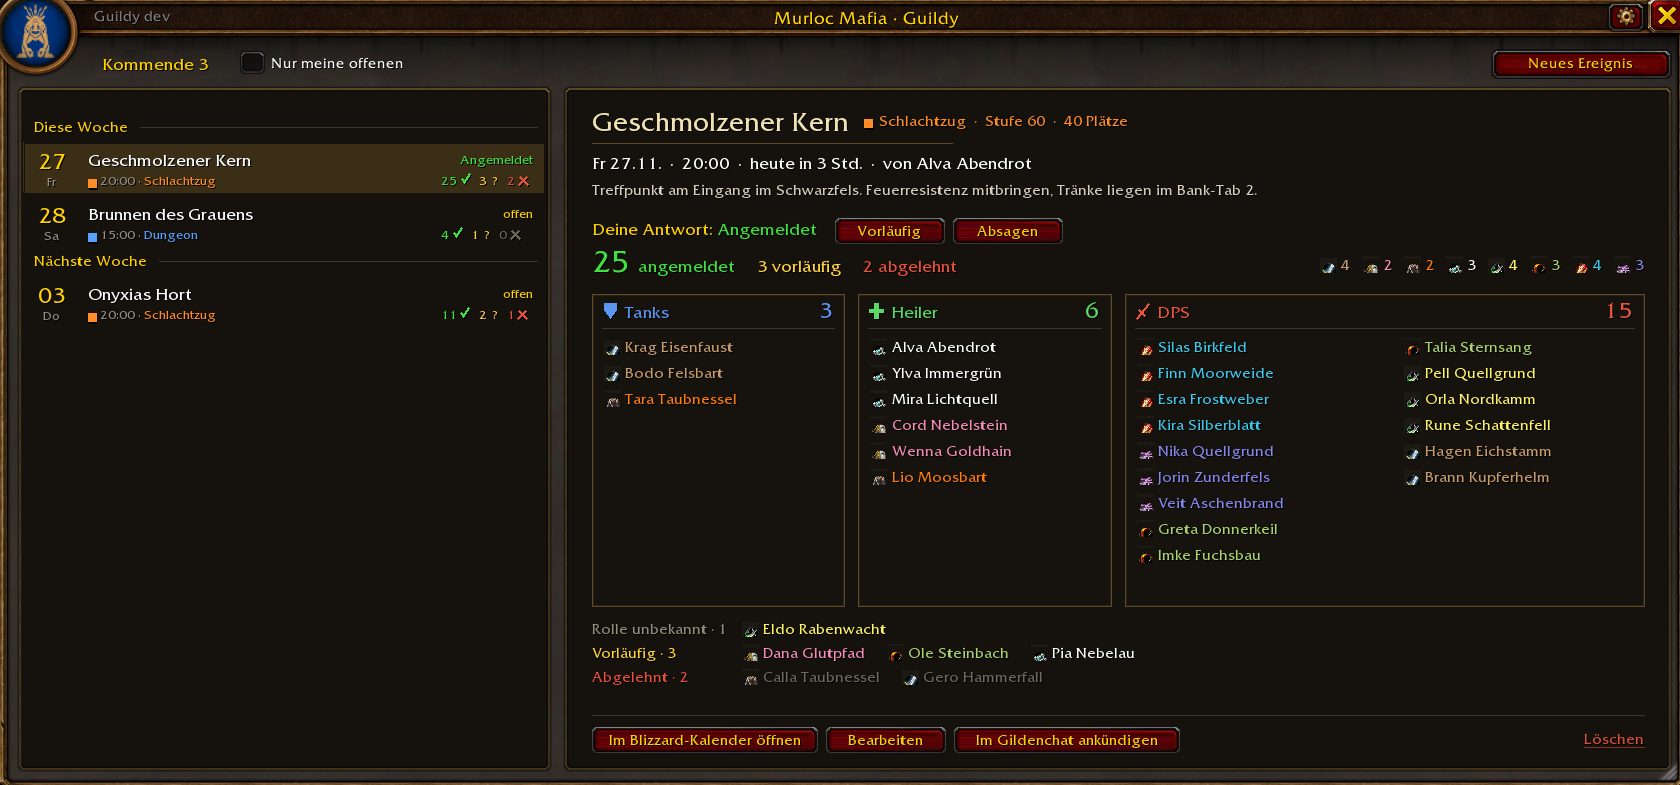 Guildy dev
Murloc Mafia · Guildy
Kommende 3
Nur meine offenen
Neues Ereignis
Diese Woche
27 Geschmolzener Kern Angemeldet
Fr 20:00 · Schlachtzug 25 3 ? 2
28 Brunnen des Grauens offen
Sa 15:00 · Dungeon 4 1 ? 0
Nächste Woche
03 Onyxias Hort offen
Do 20:00 · Schlachtzug 11 2 ? 1
Geschmolzener Kern Schlachtzug · Stufe 60 · 40 Plätze
Fr 27.11. · 20:00 · heute in 3 Std. · von Alva Abendrot
Treffpunkt am Eingang im Schwarzfels. Feuerresistenz mitbringen, Tränke liegen im Bank-Tab 2.
Deine Antwort: Angemeldet Vorläufig Absagen
25 angemeldet 3 vorläufig 2 abgelehnt 4 2 2 3 4 3 4 3
Tanks 3
Krag Eisenfaust
Bodo Felsbart
Tara Taubnessel
Heiler 6
Alva Abendrot
Ylva Immergrün
Mira Lichtquell
Cord Nebelstein
Wenna Goldhain
Lio Moosbart
DPS 15
Silas Birkfeld
Finn Moorweide
Esra Frostweber
Kira Silberblatt
Nika Quellgrund
Jorin Zunderfels
Veit Aschenbrand
Greta Donnerkeil
Imke Fuchsbau
Talia Sternsang
Pell Quellgrund
Orla Nordkamm
Rune Schattenfell
Hagen Eichstamm
Brann Kupferhelm
Rolle unbekannt · 1 Eldo Rabenwacht
Vorläufig · 3 Dana Glutpfad Ole Steinbach Pia Nebelau
Abgelehnt · 2 Calla Taubnessel Gero Hammerfall
Im Blizzard-Kalender öffnen Bearbeiten Im Gildenchat ankündigen Löschen